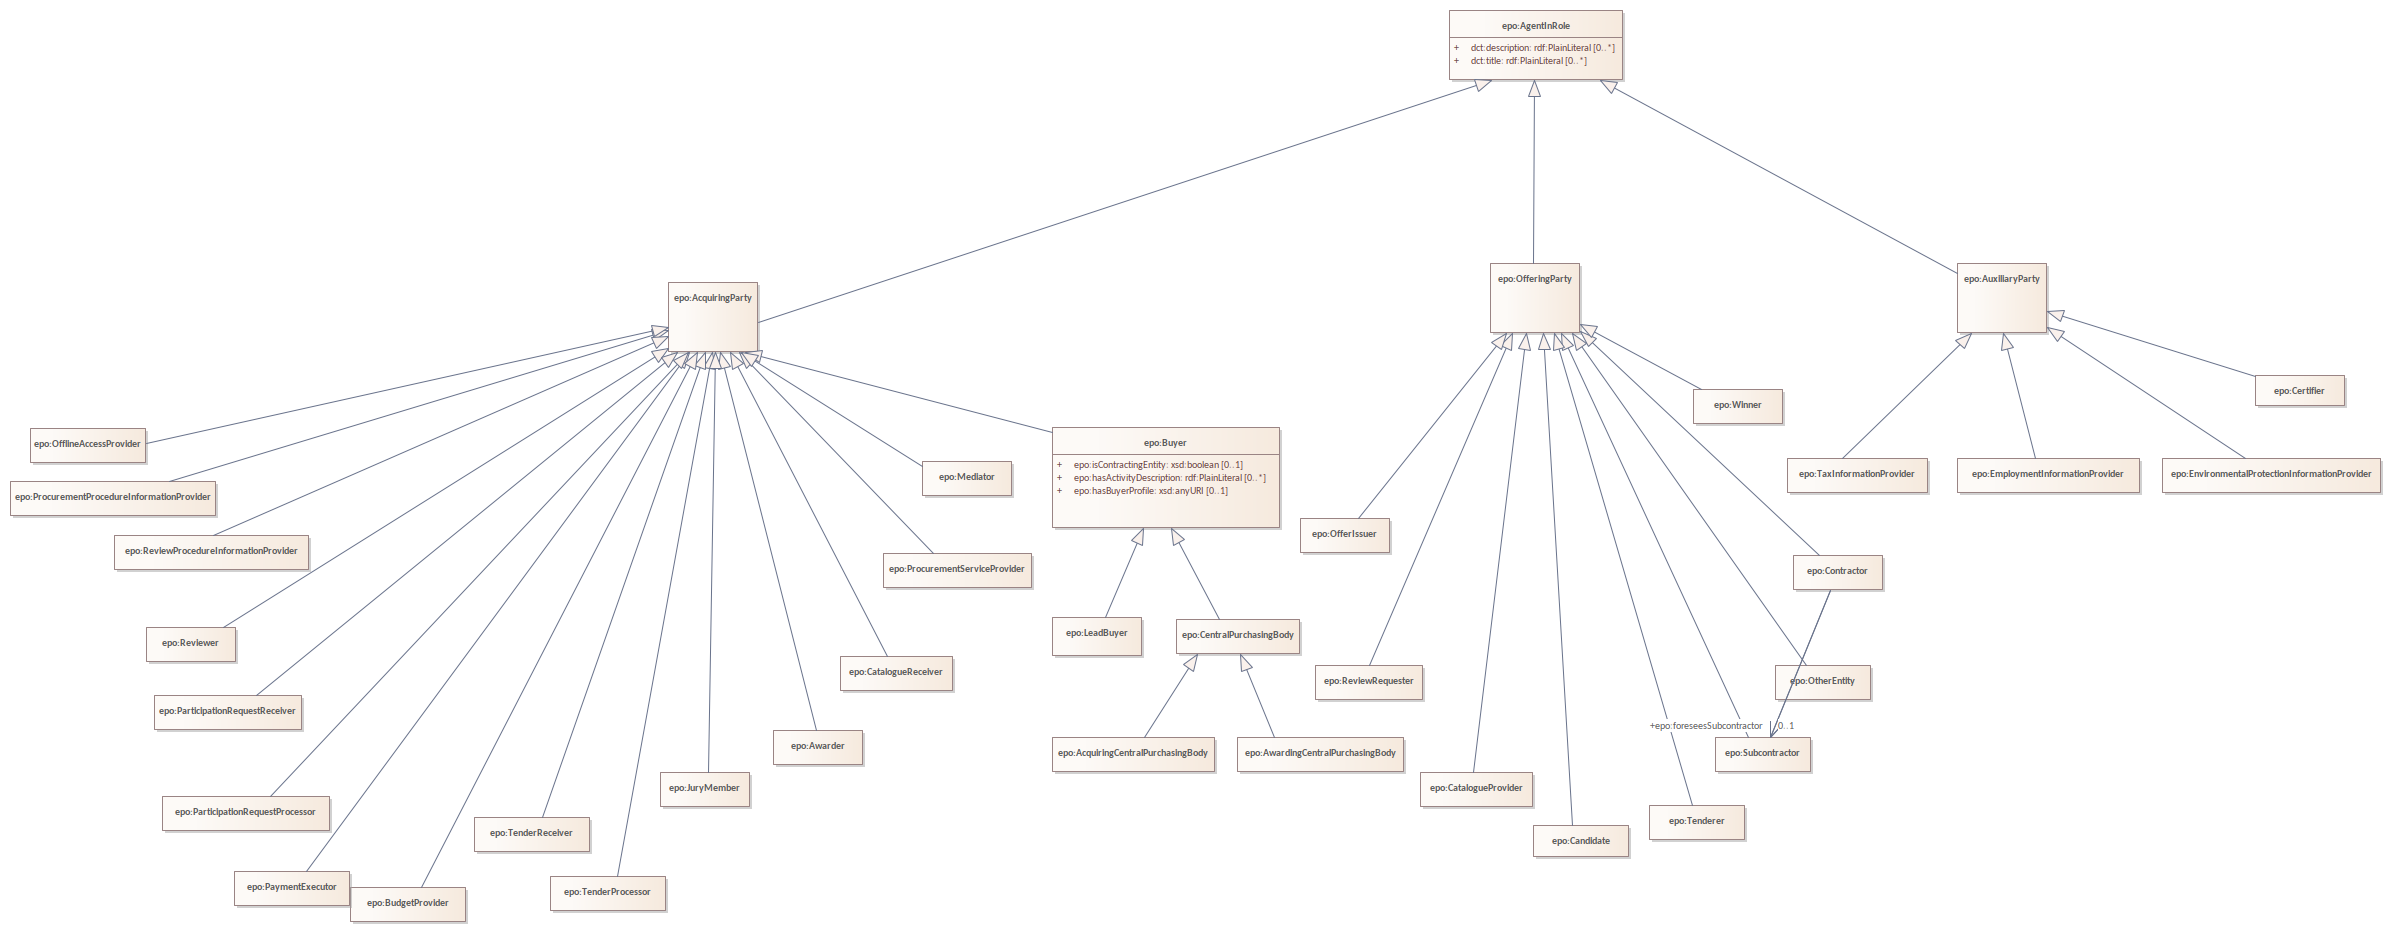 epo:AgentInRole
+ dct:description: rdf:PlainLiteral [0..*]
+ dct:title: rdf:PlainLiteral [0..*]
epo:OfferingParty
epo:AuxiliaryParty
epo:AcquiringParty
epo:Certifier
epo:Winner
epo:OfflineAccessProvider
epo:Buyer
+ epo:isContractingEntity: xsd:boolean [0..1]
+ epo:hasActivityDescription: rdf:PlainLiteral [0..*]
+ epo:hasBuyerProfile: xsd:anyURI [0..1]
epo:Mediator
epo:TaxInformationProvider
epo:EmploymentInformationProvider
epo:EnvironmentalProtectionInformationProvider
epo:ProcurementProcedureInformationProvider
epo:OfferIssuer
epo:ReviewProcedureInformationProvider
epo:ProcurementServiceProvider
epo:Contractor
epo:Reviewer
epo:LeadBuyer
epo:CentralPurchasingBody
epo:CatalogueReceiver
epo:ReviewRequester
epo:OtherEntity
epo:ParticipationRequestReceiver
+epo:foreseesSubcontractor 0..1
epo:Awarder
epo:AcquiringCentralPurchasingBody
epo:AwardingCentralPurchasingBody
epo:Subcontractor
epo:JuryMember
epo:CatalogueProvider
epo:ParticipationRequestProcessor
epo:Tenderer
epo:TenderReceiver
epo:Candidate
epo:PaymentExecutor
epo:TenderProcessor
epo:BudgetProvider